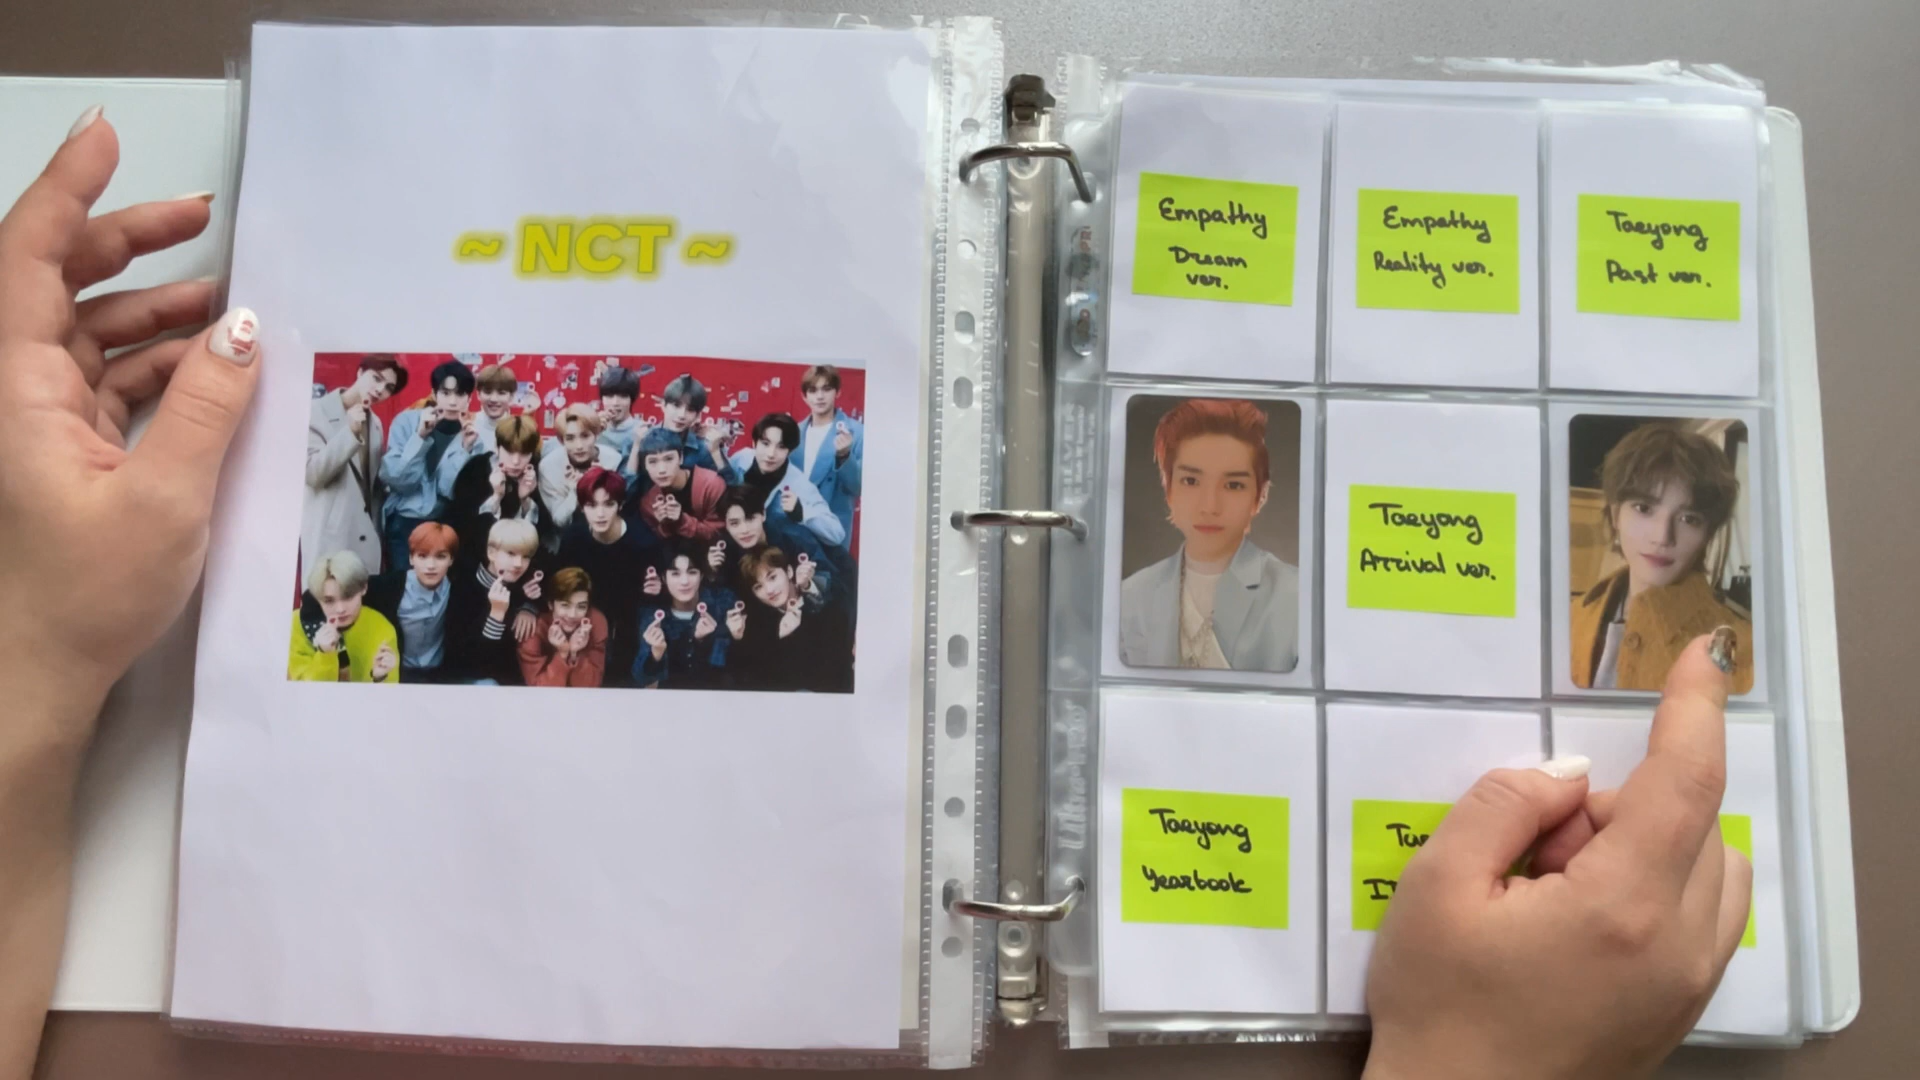 ~ NCT ~
Empathy
Dream
ver.
Empathy
Reality ver.
Taeyong
Past ver.
Taeyong
Arrival ver.
Taeyong
Yearbook